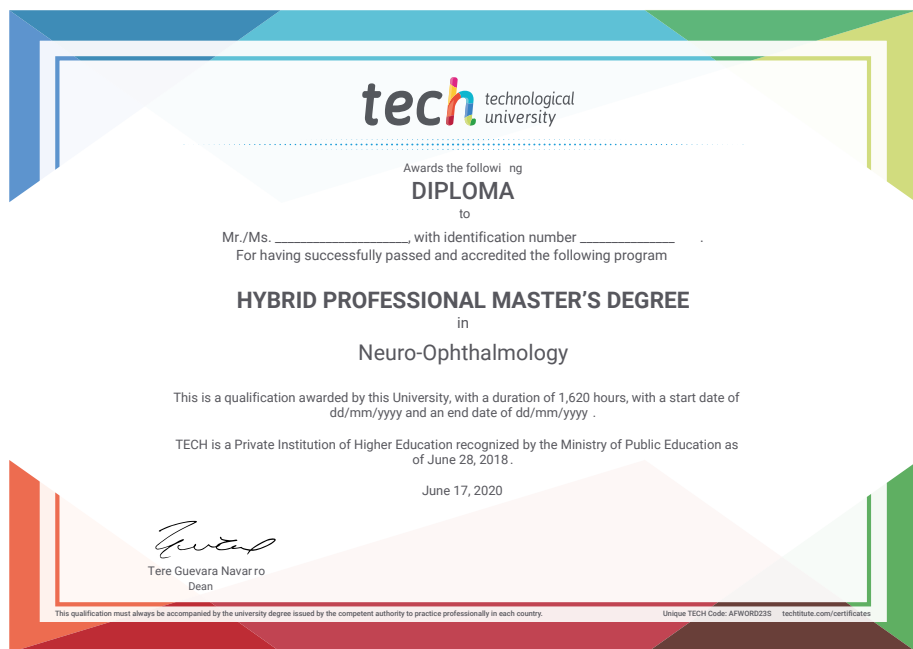 tech technological
university
Awards the followi ng
DIPLOMA
to
Mr./Ms. _____________________, with identification number _______________ .
For having successfully passed and accredited the following program
HYBRID PROFESSIONAL MASTER'S DEGREE
in
Neuro-Ophthalmology
This is a qualification awarded by this University, with a duration of 1,620 hours, with a start date of
dd/mm/yyyy and an end date of dd/mm/yyyy .
TECH is a Private Institution of Higher Education recognized by the Ministry of Public Education as
of June 28, 2018.
June 17, 2020
Tere Guevara Navarro
Dean
This qualification must always be accompanied by the university degree issued by the competent authority to practice professionally in each country.
Unique TECH Code: AFWORD23S techtitute.com/certificates